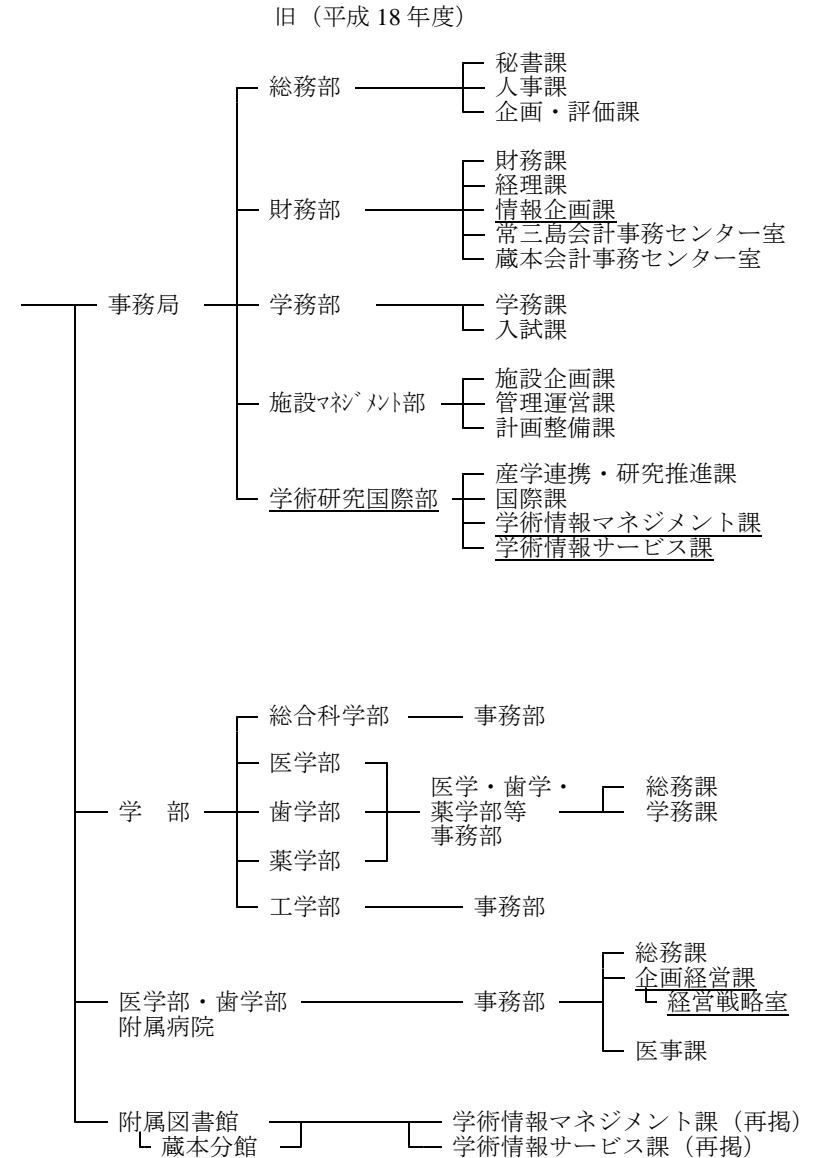 旧（平成 18 年度）
秘書課
総務部
人事課
企画・評価課
財務課
経理課
財務部
情報企画課
常三島会計事務センター室
蔵本会計事務センター室
事務局
学務部
学務課
入試課
施設企画課
施設ﾏﾈｼﾞﾒﾝﾄ部
管理運営課
計画整備課
産学連携・研究推進課
学術研究国際部
国際課
学術情報マネジメント課
学術情報サービス課
総合科学部
事務部
医学部
医学・歯学・
総務課
学 部
歯学部
薬学部等
学務課
事務部
薬学部
工学部
事務部
総務課
企画経営課
医学部・歯学部
事務部
経営戦略室
附属病院
医事課
附属図書館
学術情報マネジメント課（再掲）
蔵本分館
学術情報サービス課（再掲）